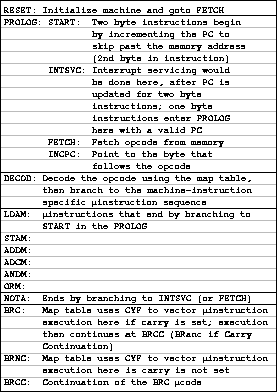 RESET: Initialize machine and goto FETCH
PROLOG: START: Two byte instructions begin
by incrementing the PC to
skip past the memory address
(2nd byte in instruction)
INTSVC: Interrupt servicing would
be done here, after PC is
updated for two byte
instructions; one byte
instructions enter PROLOG
here with a valid PC
FETCH: Fetch opcode from memory
INCPC: Point to the byte that
follows the opcode
DECOD: Decode the opcode using the map table,
then branch to the machine-instruction
specific µinstruction sequence
LDAM: µinstructions that end by branching to
START in the PROLOG
STAM:
ADDM:
ADCM:
ANDM:
ORM:
NOTA: Ends by branching to INTSVC (or FETCH)
BRC: Map table uses CYF to vector µinstruction
execution here if carry is set; execution
then continues at BRCC (BRanc if Carry
Continuation)
BRNC: Map table uses CYF to vector µinstruction
execution here if carry is not set
BRCC: Continuation of the BRC µcode